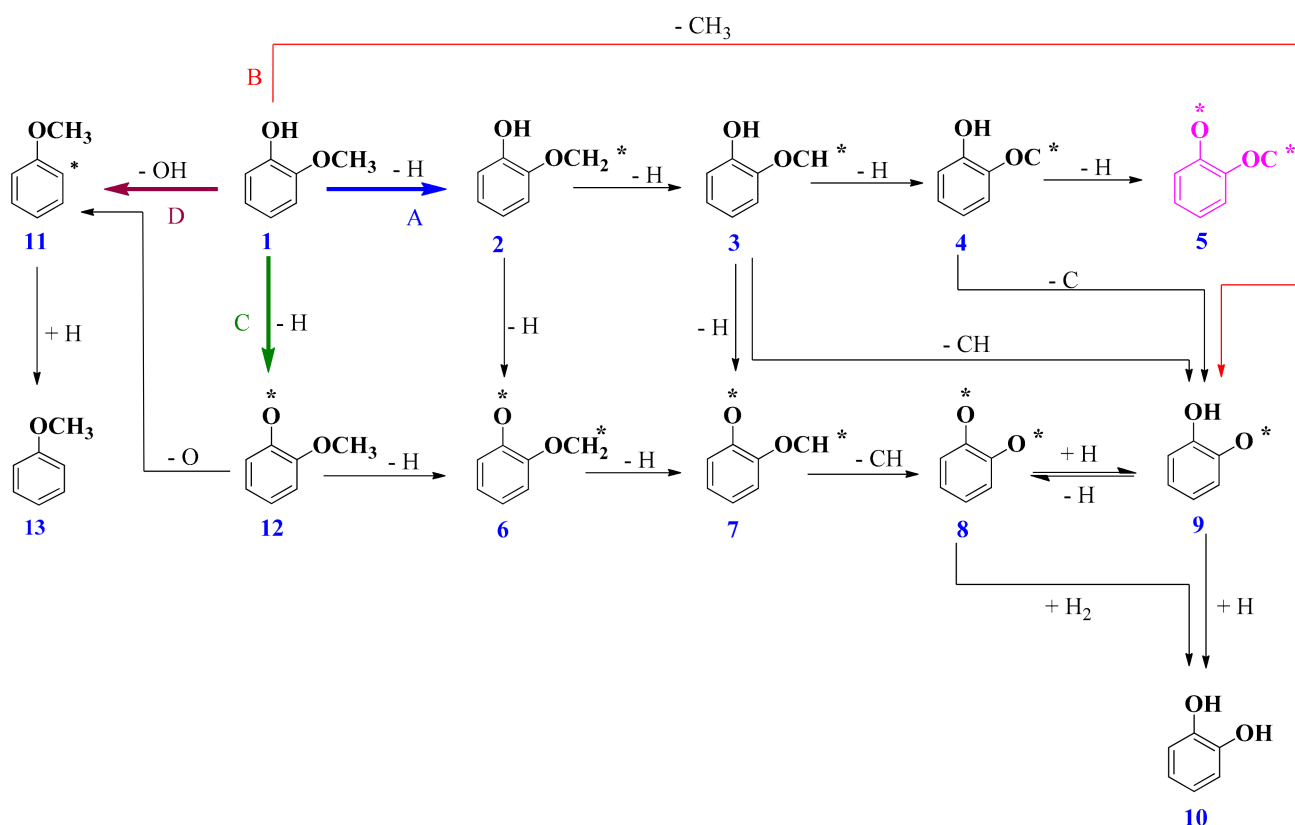 - CH₃
B
OCH₃
*
11
- OH
D
OH
OCH₃
1
- H
A
OH
OCH₂ *
2
- H
OH
OCH *
3
- H
OH
OC *
4
- H
*
O
OC *
5
+ H
C
- H
- H
- H
- C
- CH
OCH₃
13
- O
*
O
OCH₃
12
- H
*
O
OCH₂ *
6
- H
*
O
OCH *
7
- CH
*
O
O *
8
+ H
- H
OH
O *
9
+ H₂
+ H
OH
OH
10